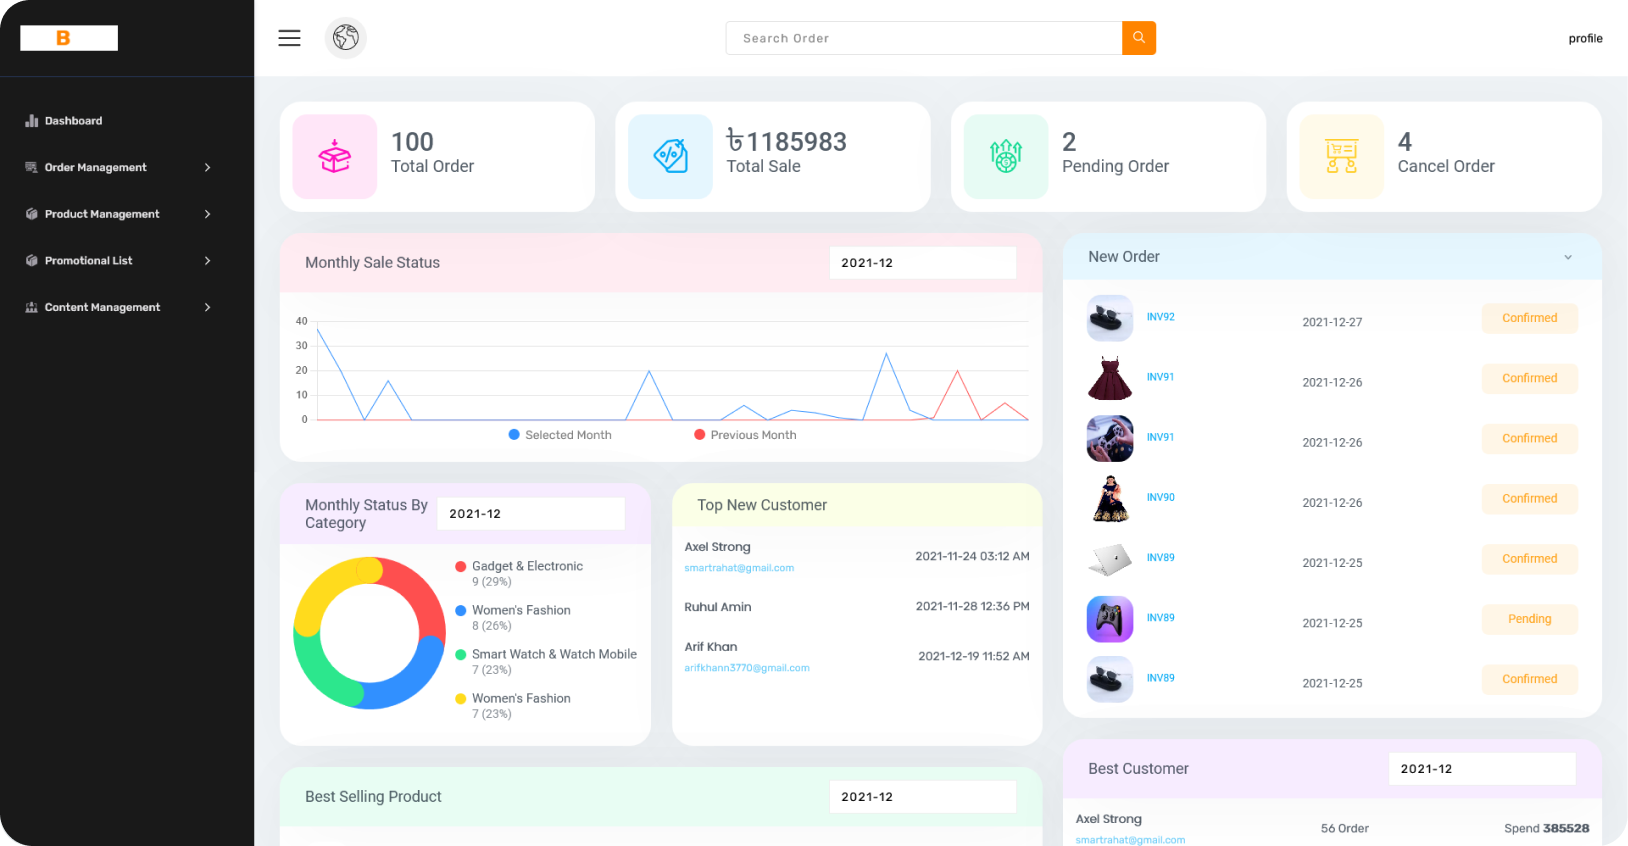 B
Search Order
profile
Dashboard
Order Management
Product Management
Promotional List
Content Management
100
Total Order
৳1185983
Total Sale
2
Pending Order
4
Cancel Order
Monthly Sale Status
2021-12
40
30
20
10
0
Selected Month
Previous Month
New Order
INV92
2021-12-27
Confirmed
INV91
2021-12-26
Confirmed
INV91
2021-12-26
Confirmed
INV90
2021-12-26
Confirmed
INV89
2021-12-25
Confirmed
INV89
2021-12-25
Pending
INV89
2021-12-25
Confirmed
Monthly Status By
Category
2021-12
Gadget & Electronic
9 (29%)
Women's Fashion
8 (26%)
Smart Watch & Watch Mobile
7 (23%)
Women's Fashion
7 (23%)
Top New Customer
Axel Strong
smartrahat@gmail.com
2021-11-24 03:12 AM
Ruhul Amin
2021-11-28 12:36 PM
Arif Khan
arifkhann3770@gmail.com
2021-12-19 11:52 AM
Best Selling Product
2021-12
Best Customer
2021-12
Axel Strong
smartrahat@gmail.com
56 Order
Spend 385528